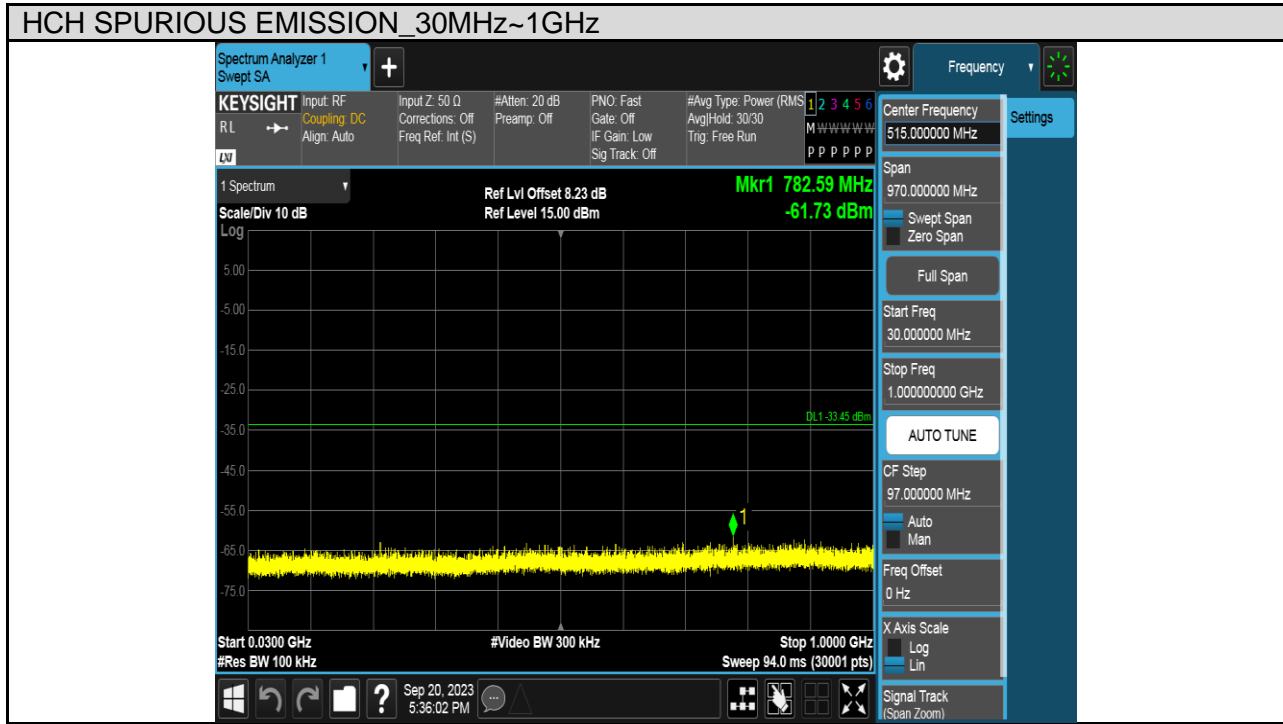 HCH SPURIOUS EMISSION_30MHz~1GHz
Spectrum Analyzer 1
Swept SA
+
Frequency
KEYSIGHT
RL
LXI
Input: RF
Coupling: DC
Align: Auto
Input Z: 50 Ω
Corrections: Off
Freq Ref: Int (S)
#Atten: 20 dB
Preamp: Off
PNO: Fast
Gate: Off
IF Gain: Low
Sig Track: Off
#Avg Type: Power (RMS
Avg|Hold: 30/30
Trig: Free Run
1 2 3 4 5 6
M W W W W W
P P P P P P
1 Spectrum
Scale/Div 10 dB
Ref Lvl Offset 8.23 dB
Ref Level 15.00 dBm
Mkr1 782.59 MHz
-61.73 dBm
Log
5.00
-5.00
-15.0
-25.0
DL1 -33.45 dBm
-35.0
-45.0
-55.0
1
-65.0
-75.0
Start 0.0300 GHz
#Video BW 300 kHz
Stop 1.0000 GHz
#Res BW 100 kHz
Sweep 94.0 ms (30001 pts)
?
Sep 20, 2023
5:36:02 PM
Center Frequency
515.000000 MHz
Settings
Span
970.000000 MHz
Swept Span
Zero Span
Full Span
Start Freq
30.000000 MHz
Stop Freq
1.000000000 GHz
AUTO TUNE
CF Step
97.000000 MHz
Auto
Man
Freq Offset
0 Hz
X Axis Scale
Log
Lin
Signal Track
(Span Zoom)